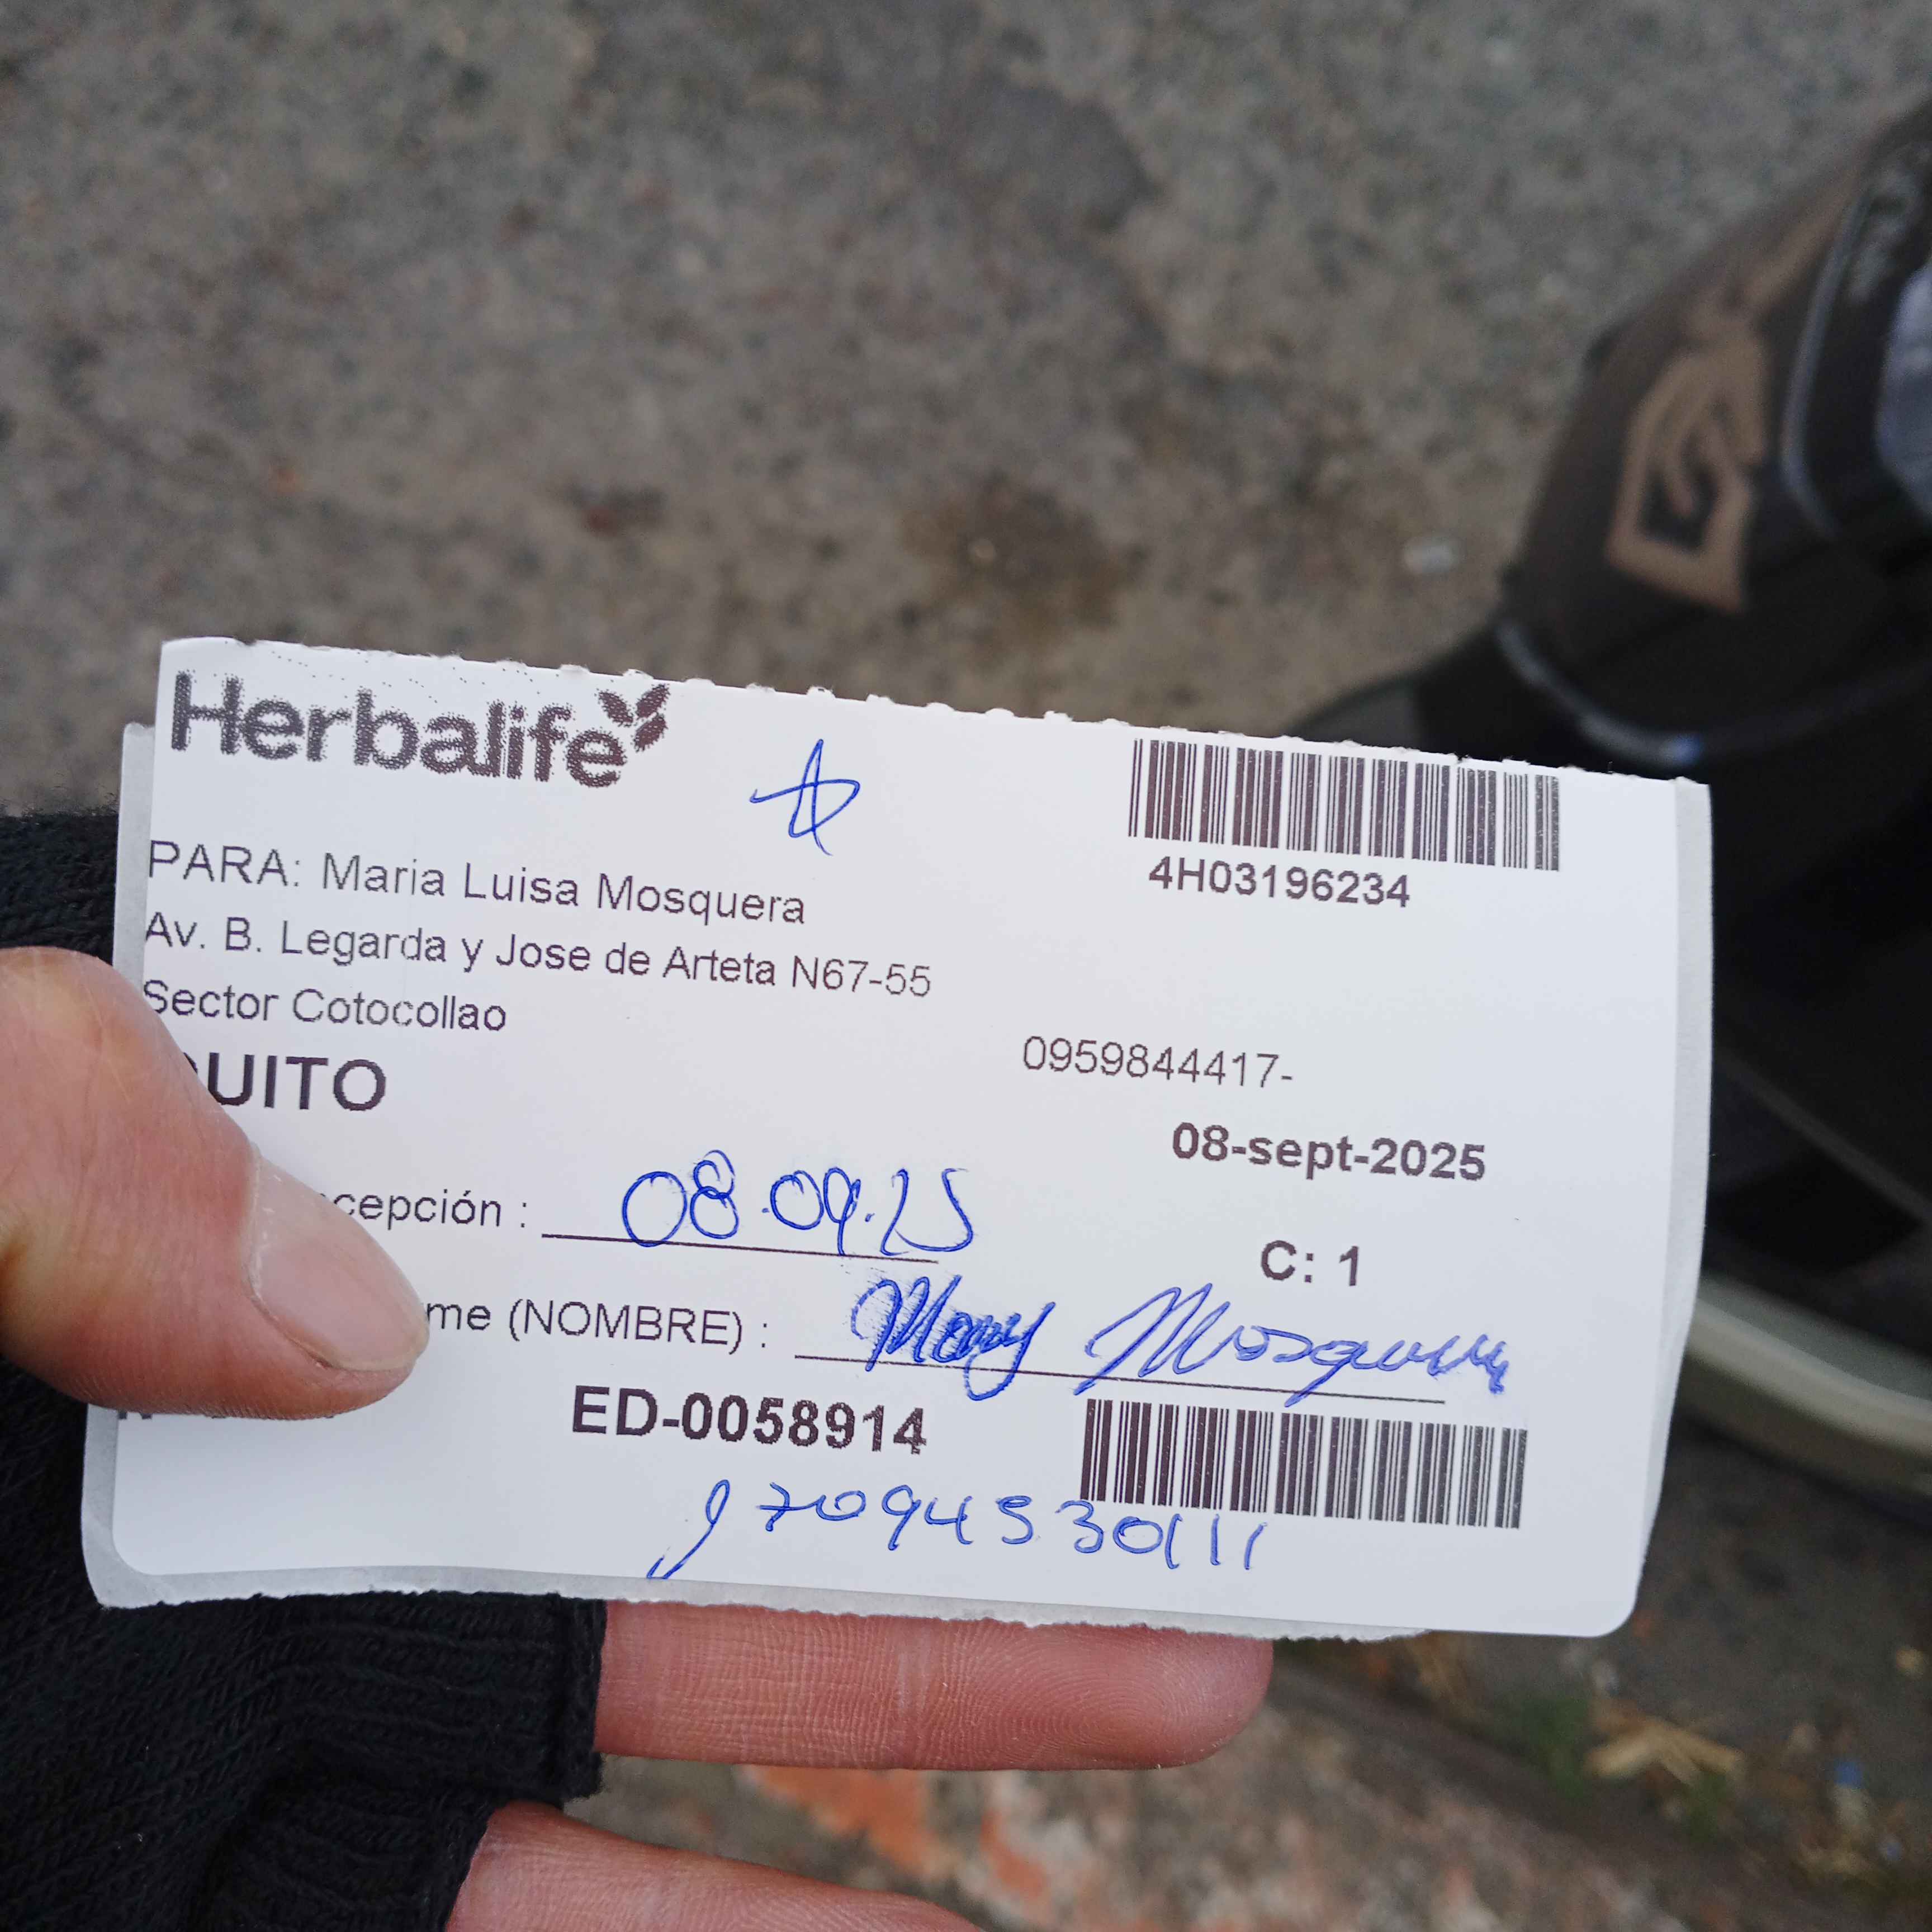 Herbalife
4H03196234
PARA: Maria Luisa Mosquera
Av. B. Legarda y Jose de Arteta N67-55
Sector Cotocollao
0959844417-
UITO
08-sept-2025
cepción : 08.09.25
C: 1
me (NOMBRE) : Mary Mosquera
ED-0058914